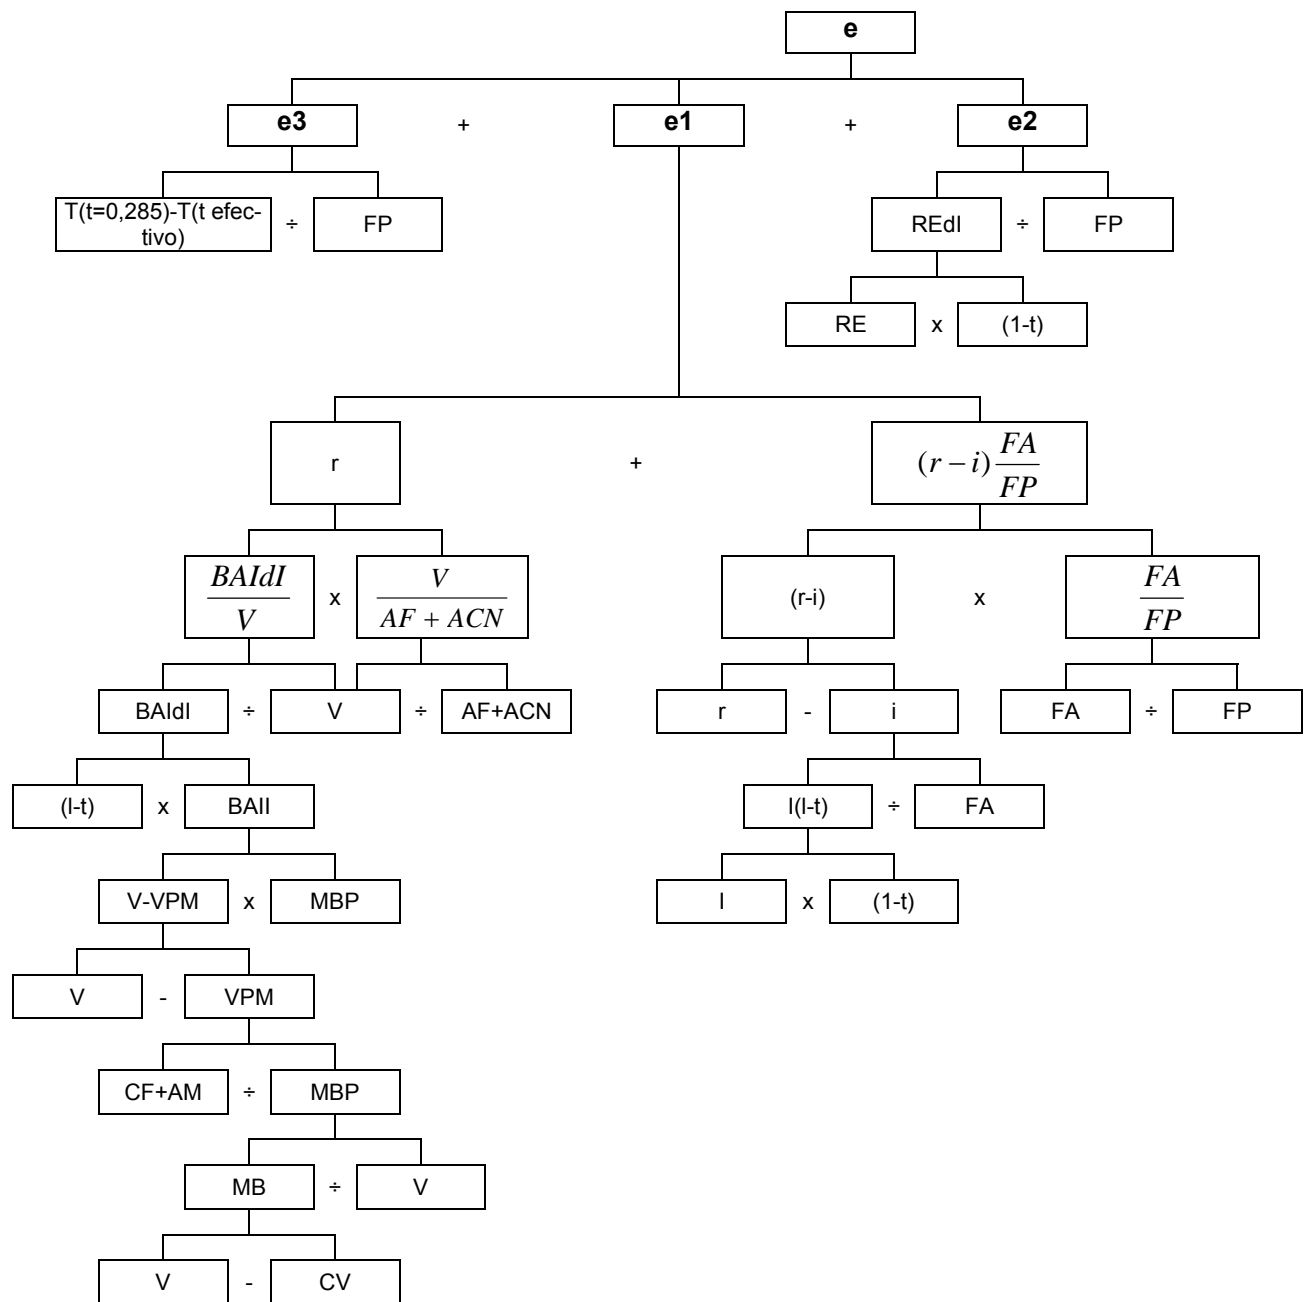 e
e3 + e1 + e2
T(t=0,285)-T(t efec-
tivo) ÷ FP REdI ÷ FP
RE x (1-t)
r + (r – i) FA/FP
BAIdI/V x V/(AF + ACN) (r-i) x FA/FP
BAIdI ÷ V ÷ AF+ACN r - i FA ÷ FP
(l-t) x BAII I(l-t) ÷ FA
V-VPM x MBP I x (1-t)
V - VPM
CF+AM ÷ MBP
MB ÷ V
V - CV